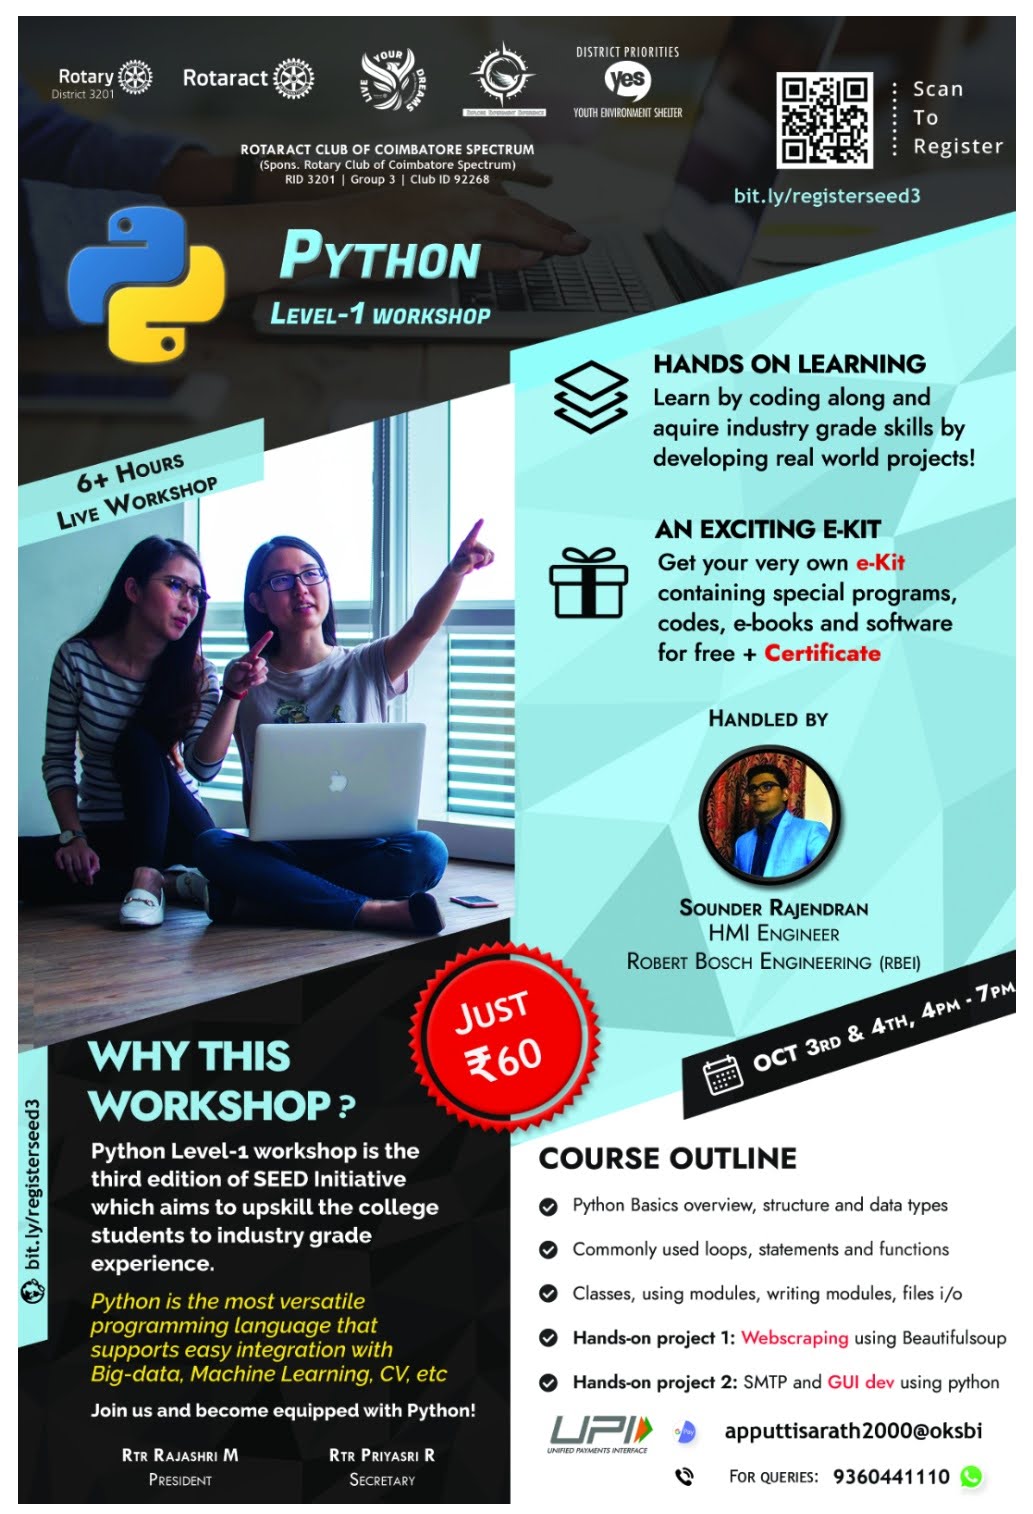 Rotary
District 3201
Rotaract
LIVE YOUR DREAMS
EXPLORE EXPERIMENT EXPERIENCE
DISTRICT PRIORITIES
Yes
YOUTH ENVIRONMENT SHELTER
ROTARACT CLUB OF COIMBATORE SPECTRUM
(Spons. Rotary Club of Coimbatore Spectrum)
RID 3201 | Group 3 | Club ID 92268
Scan
To
Register
bit.ly/registerseed3
PYTHON
LEVEL-1 WORKSHOP
6+ HOURS
LIVE WORKSHOP
HANDS ON LEARNING
Learn by coding along and
aquire industry grade skills by
developing real world projects!
AN EXCITING E-KIT
Get your very own e-Kit
containing special programs,
codes, e-books and software
for free + Certificate
HANDLED BY
SOUNDER RAJENDRAN
HMI ENGINEER
ROBERT BOSCH ENGINEERING (RBEI)
OCT 3RD & 4TH, 4PM - 7PM
JUST
₹60
WHY THIS
WORKSHOP ?
Python Level-1 workshop is the
third edition of SEED Initiative
which aims to upskill the college
students to industry grade
experience.
Python is the most versatile
programming language that
supports easy integration with
Big-data, Machine Learning, CV, etc
Join us and become equipped with Python!
RTR RAJASHRI M
PRESIDENT
RTR PRIYASRI R
SECRETARY
bit.ly/registerseed3
COURSE OUTLINE
Python Basics overview, structure and data types
Commonly used loops, statements and functions
Classes, using modules, writing modules, files i/o
Hands-on project 1: Webscraping using Beautifulsoup
Hands-on project 2: SMTP and GUI dev using python
UPI
UNIFIED PAYMENTS INTERFACE
G Pay
apputtisarath2000@oksbi
FOR QUERIES: 9360441110